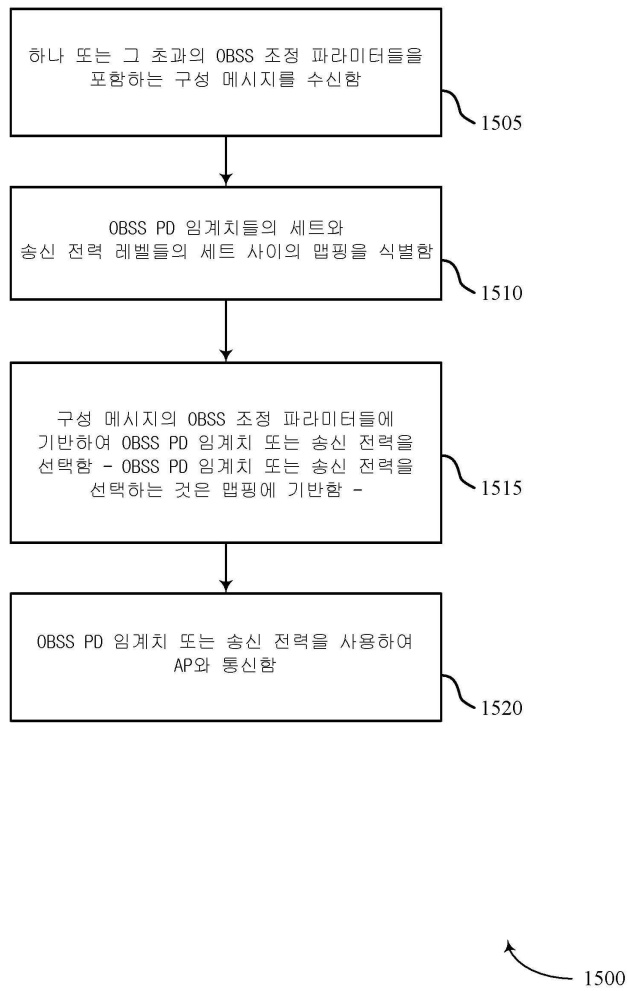 하나 또는 그 초과의 OBSS 조정 파라미터들을
포함하는 구성 메시지를 수신함
1505
OBSS PD 임계치들의 세트와
송신 전력 레벨들의 세트 사이의 맵핑을 식별함
1510
구성 메시지의 OBSS 조정 파라미터들에
기반하여 OBSS PD 임계치 또는 송신 전력을
선택함 - OBSS PD 임계치 또는 송신 전력을
선택하는 것은 맵핑에 기반함 -
1515
OBSS PD 임계치 또는 송신 전력을 사용하여
AP와 통신함
1520
1500